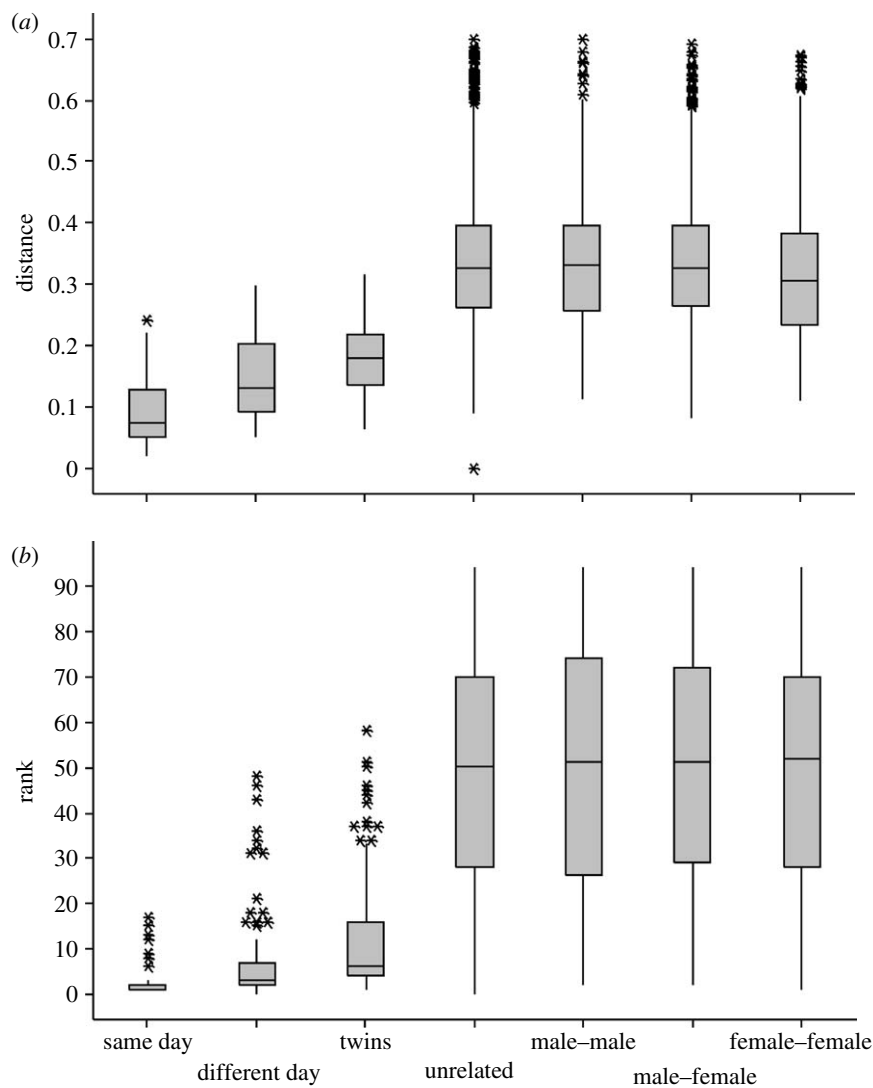 (a)
0.7
0.6
0.5
0.4
0.3
0.2
0.1
0
distance
(b)
90
80
70
60
50
40
30
20
10
0
rank
same day
different day
twins
unrelated
male–male
male–female
female–female